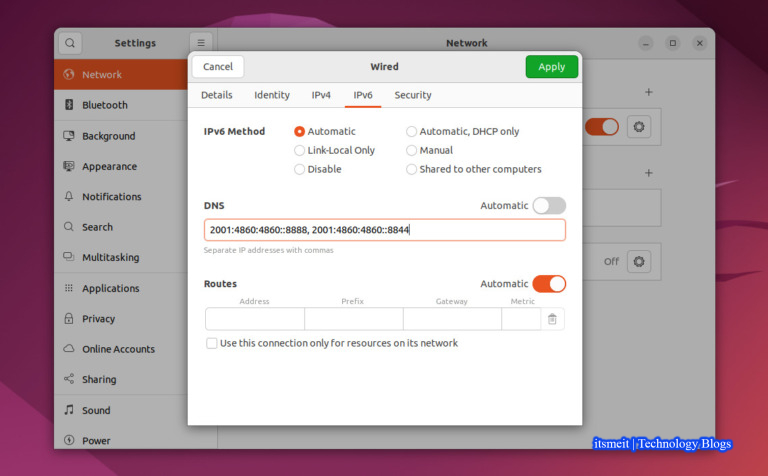 Settings
Network
Cancel
Wired
Apply
Network
Bluetooth
Background
Appearance
Notifications
Search
Multitasking
Applications
Privacy
Online Accounts
Sharing
Sound
Power
Details Identity IPv4 IPv6 Security
IPv6 Method
Automatic Automatic, DHCP only
Link-Local Only Manual
Disable Shared to other computers
DNS Automatic
2001:4860:4860::8888, 2001:4860:4860::8844
Separate IP addresses with commas
Routes Automatic
Address Prefix Gateway Metric
Use this connection only for resources on its network
Off
itsmeit | Technology Blogs